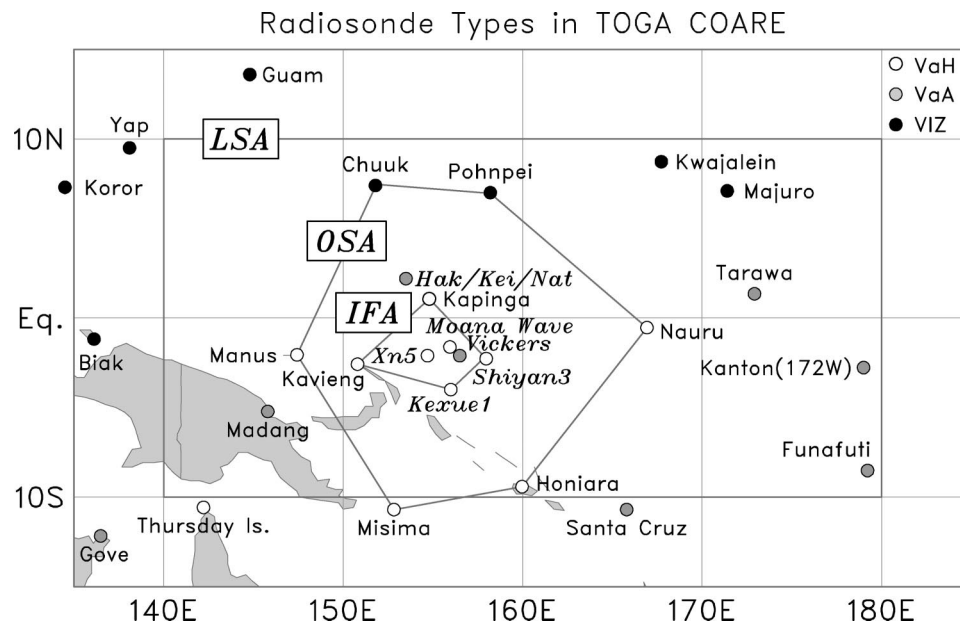 Radiosonde Types in TOGA COARE
VaH
VaA
VIZ
Guam
10N
Yap
LSA
Koror
Chuuk
Pohnpei
Kwajalein
Majuro
OSA
Hak/Kei/Nat
Tarawa
Kapinga
IFA
Eq.
Moana Wave
Nauru
Biak
Manus
Xn5
Vickers
Kavieng
Shiyan3
Kanton(172W)
Kexue1
Madang
Funafuti
10S
Honiara
Thursday Is.
Misima
Santa Cruz
Gove
140E
150E
160E
170E
180E